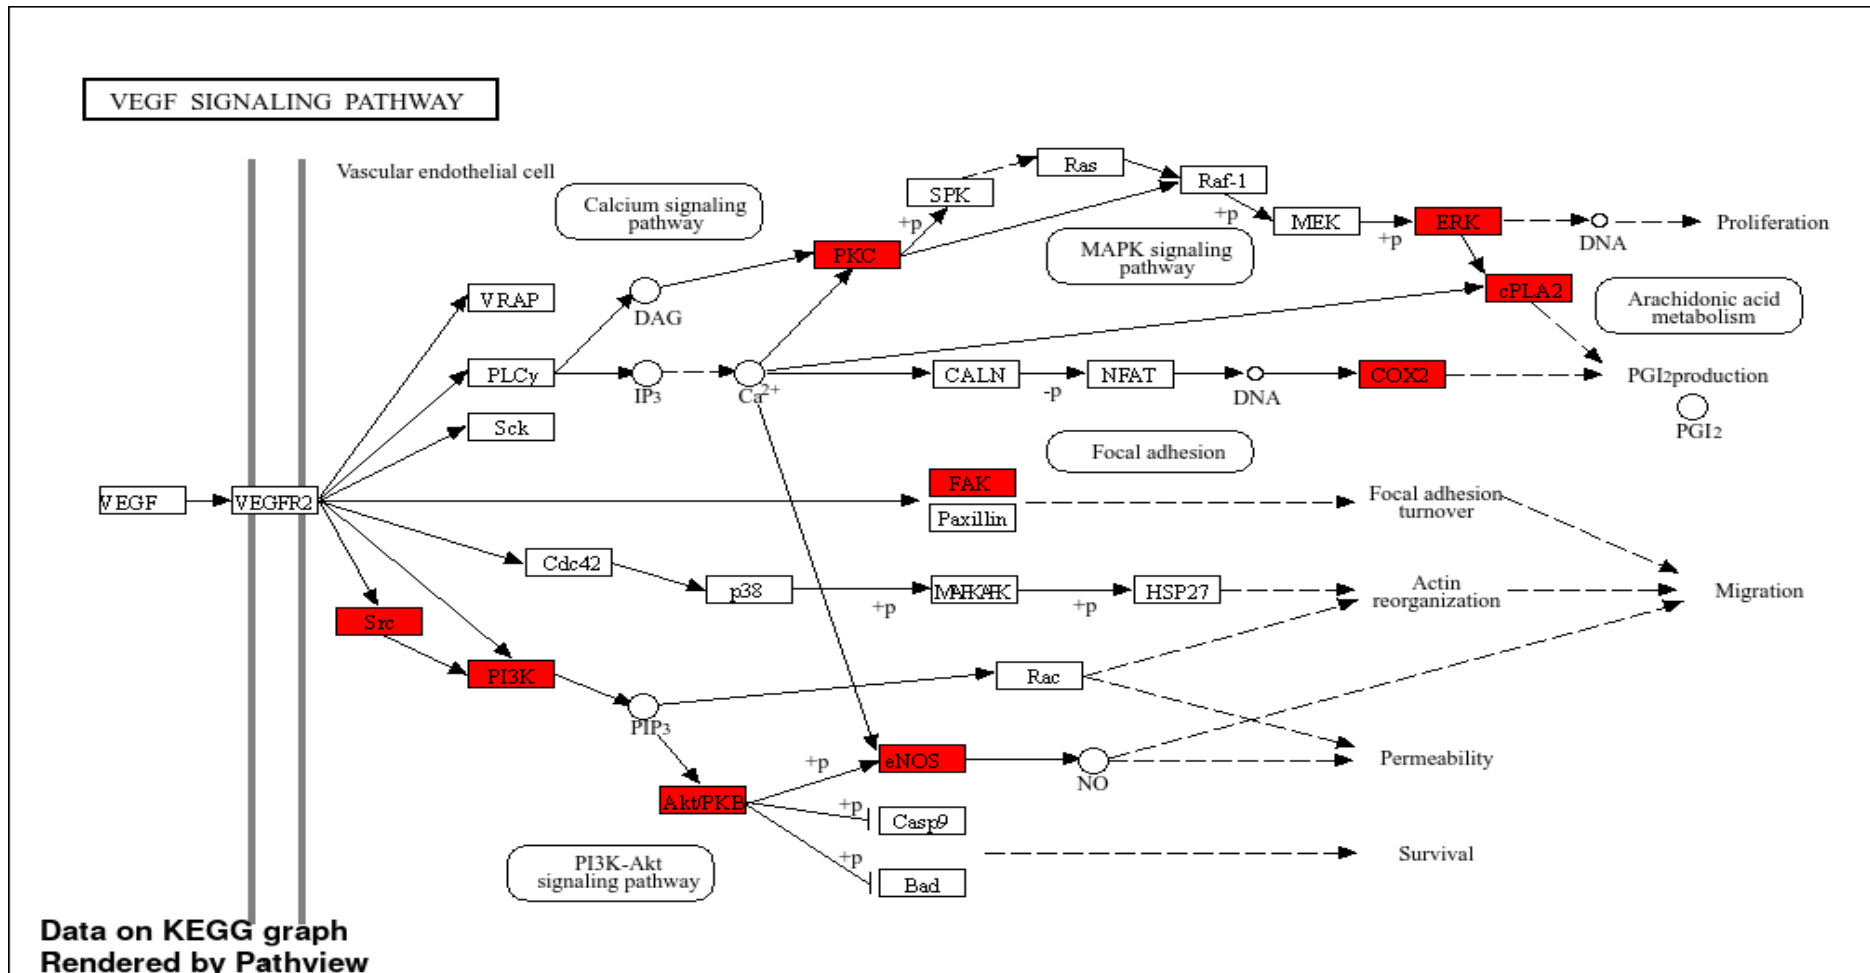 VEGF SIGNALING PATHWAY
Vascular endothelial cell
Calcium signaling
pathway
SPK
Ras
Raf-1
+p
+p
MEK
+p
ERK
DNA
Proliferation
PKC
MAPK signaling
pathway
VRAP
DAG
cPLA2
Arachidonic acid
metabolism
PLCγ
IP3
Ca2+
CALN
-p
NFAT
DNA
COX2
PGI2production
PGI2
Sck
Focal adhesion
VEGF
VEGFR2
FAK
Paxillin
Focal adhesion
turnover
Cdc42
p38
+p
+p
HSP27
Actin
reorganization
Migration
Src
PI3K
PIP3
Rac
+p
eNOS
NO
Permeability
Akt/PKB
+p
Casp9
+p
Bad
Survival
PI3K-Akt
signaling pathway
Data on KEGG graph
Rendered by Pathview